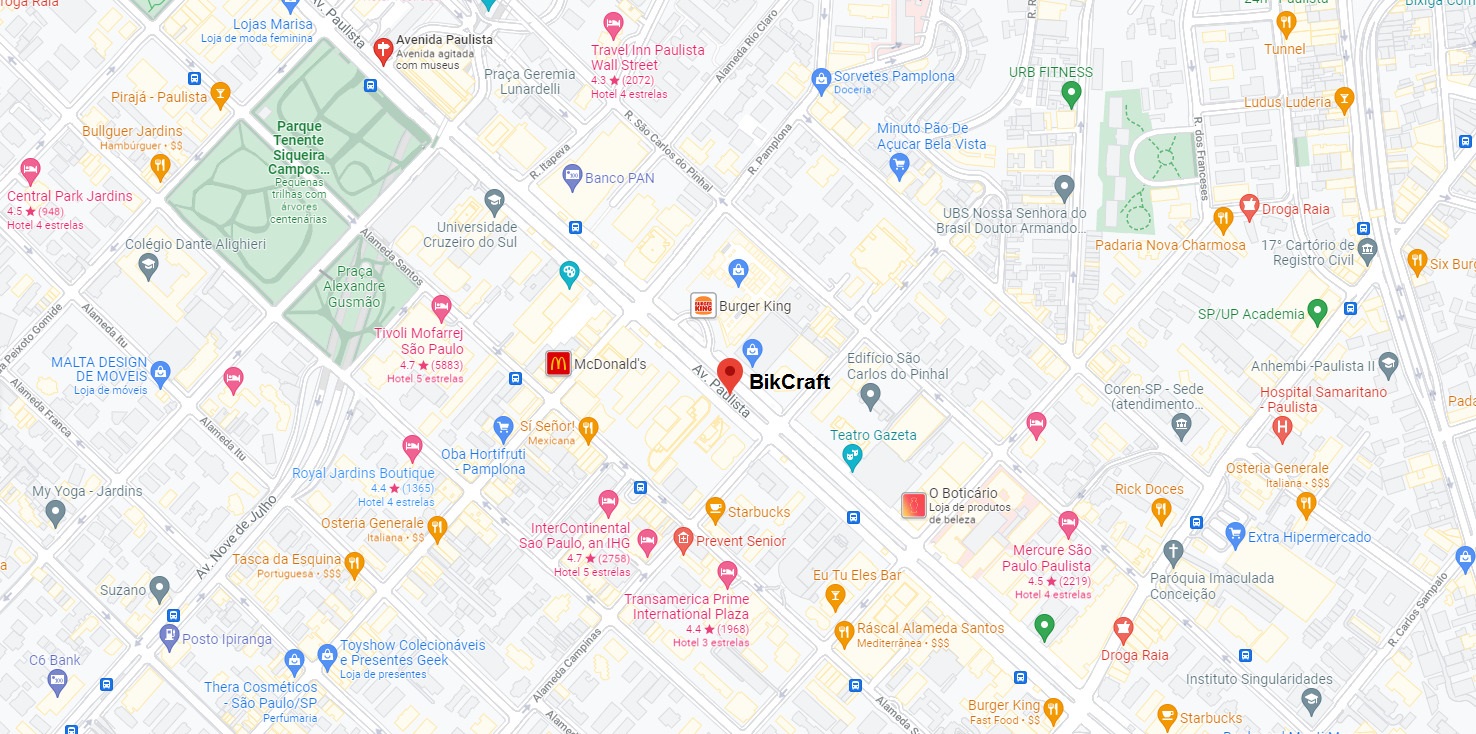 roga Raia
Lojas Marisa
Loja de moda feminina
Av. Paulista
Avenida Paulista
Avenida agitada
com museus
Praça Geremia
Lunardelli
Travel Inn Paulista
Wall Street
4.3 ★ (2072)
Hotel 4 estrelas
Alameda Rio Claro
Sorvetes Pamplona
Doceria
URB FITNESS
24h - Paulista
Tunnel
Bixiga Com
Ludus Luderia
R. dos Franceses
Pirajá - Paulista
Bullguer Jardins
Hambúrguer • $$
Parque
Tenente
Siqueira
Campos...
Pequenas
trilhas com
árvores
centenárias
Central Park Jardins
4.5 ★ (948)
Hotel 4 estrelas
Colégio Dante Alighieri
Praça
Alexandre
Gusmão
Alameda Santos
R. Itapeva
Banco PAN
R. São Carlos do Pinhal
R. Pamplona
Minuto Pão De
Açucar Bela Vista
Universidade
Cruzeiro do Sul
UBS Nossa Senhora do
Brasil Doutor Armando...
Padaria Nova Charmosa
Droga Raia
17° Cartório de
Registro Civil
Six Burg
Peixoto Gomide
Alameda Itu
MALTA DESIGN
DE MÓVEIS
Loja de móveis
Tivoli Mofarrej
São Paulo
4.7 ★ (5883)
Hotel 5 estrelas
McDonald's
BURGER
KING
Burger King
Av. Paulista
BikCraft
Edifício São
Carlos do Pinhal
SP/UP Academia
Anhembi -Paulista II
Coren-SP - Sede
(atendimento...
Hospital Samaritano
- Paulista
Pada
Alameda Franca
Alameda Itu
Royal Jardins Boutique
4.4 ★ (1365)
Hotel 4 estrelas
Oba Hortifruti
- Pamplona
Sí Señor!
Mexicana
Teatro Gazeta
O Boticário
Loja de produtos
de beleza
Rick Doces
Osteria Generale
Italiana • $$$
My Yoga - Jardins
Av. Nove de Julho
Osteria Generale
Italiana • $$
Tasca da Esquina
Portuguesa • $$$
InterContinental
Sao Paulo, an IHG
4.7 ★ (2758)
Hotel 5 estrelas
Starbucks
Prevent Senior
Mercure São
Paulo Paulista
4.5 ★ (2219)
Hotel 4 estrelas
Extra Hipermercado
Paróquia Imaculada
Conceição
R. Carlos Sampaio
a
Suzano
Posto Ipiranga
C6 Bank
Toyshow Colecionáveis
e Presentes Geek
Loja de presentes
Thera Cosméticos
- São Paulo/SP
Perfumaria
Transamerica Prime
International Plaza
4.4 ★ (1968)
Hotel 3 estrelas
Alameda Campinas
Eu Tu Eles Bar
Ráscal Alameda Santos
Mediterrânea • $$$
Droga Raia
Instituto Singularidades
Burger King
Fast Food • $$
Starbucks